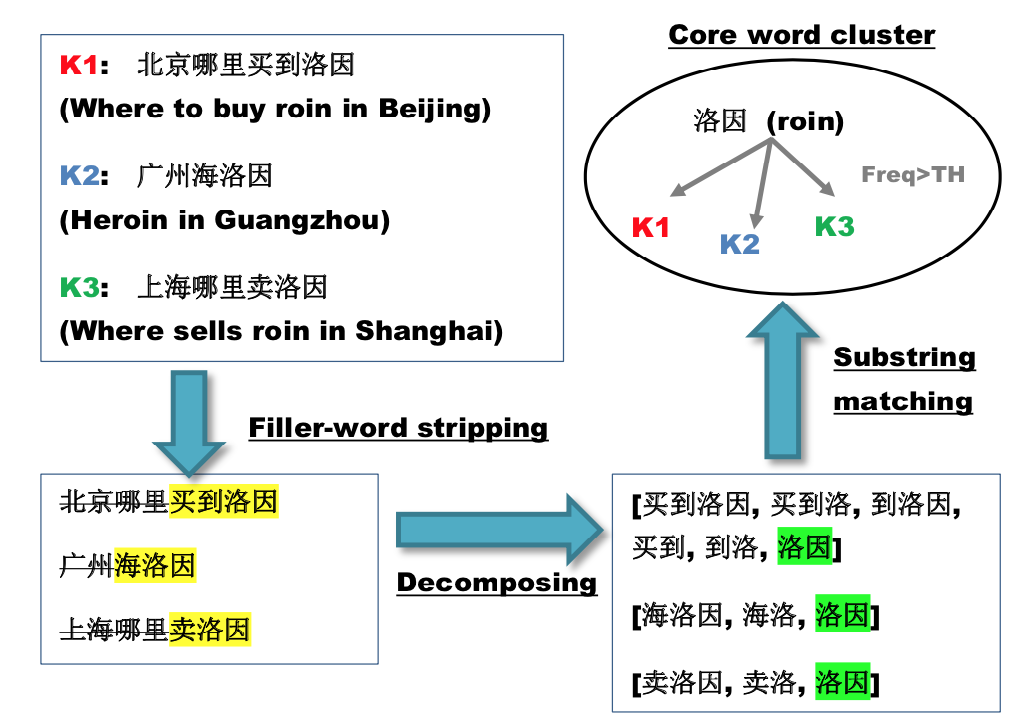 K1: 北京哪里买到洛因
(Where to buy roin in Beijing)
K2: 广州海洛因
(Heroin in Guangzhou)
K3: 上海哪里卖洛因
(Where sells roin in Shanghai)
Filler-word stripping
北京哪里买到洛因
广州海洛因
上海哪里卖洛因
Decomposing
[买到洛因, 买到洛, 到洛因,
买到, 到洛, 洛因]
[海洛因, 海洛, 洛因]
[卖洛因, 卖洛, 洛因]
Substring
matching
Core word cluster
洛因 (roin)
Freq>TH
K1
K2
K3